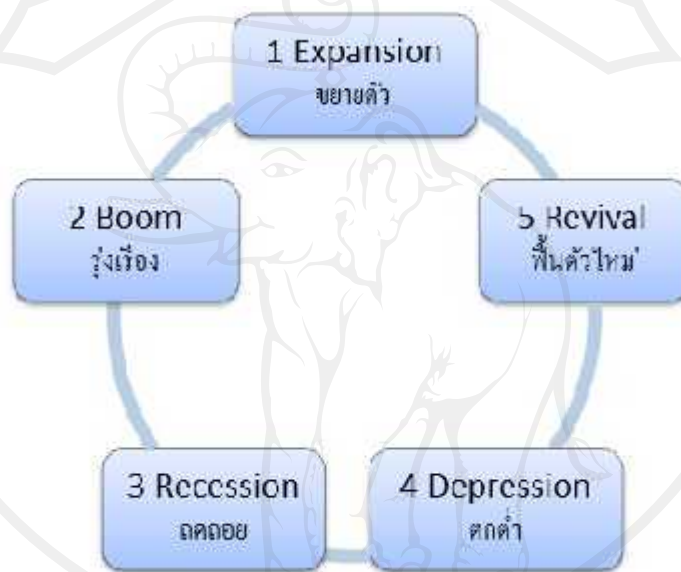 1 Expansion
ขยายตัว
2 Boom
รุ่งเรือง
3 Recession
ถดถอย
4 Depression
ตกต่ำ
5 Revival
ฟื้นตัวใหม่